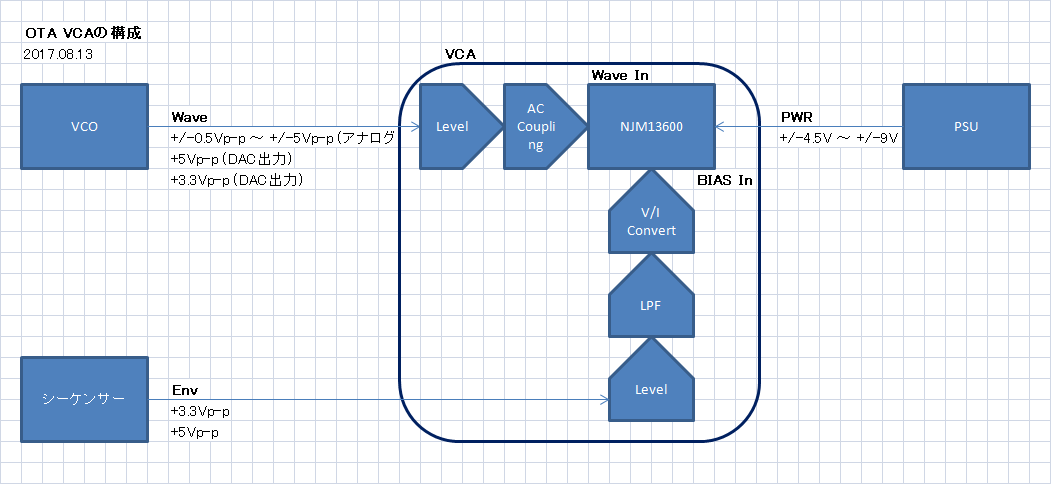 OTA VCAの構成
2017.08.13
VCA
Wave In
VCO
Wave
+/-0.5Vp-p ～ +/-5Vp-p (アナログ
+5Vp-p (DAC出力)
+3.3Vp-p (DAC出力)
Level
AC
Coupli
ng
NJM13600
PWR
+/-4.5V ～ +/-9V
PSU
BIAS In
V/I
Convert
LPF
Level
シーケンサー
Env
+3.3Vp-p
+5Vp-p